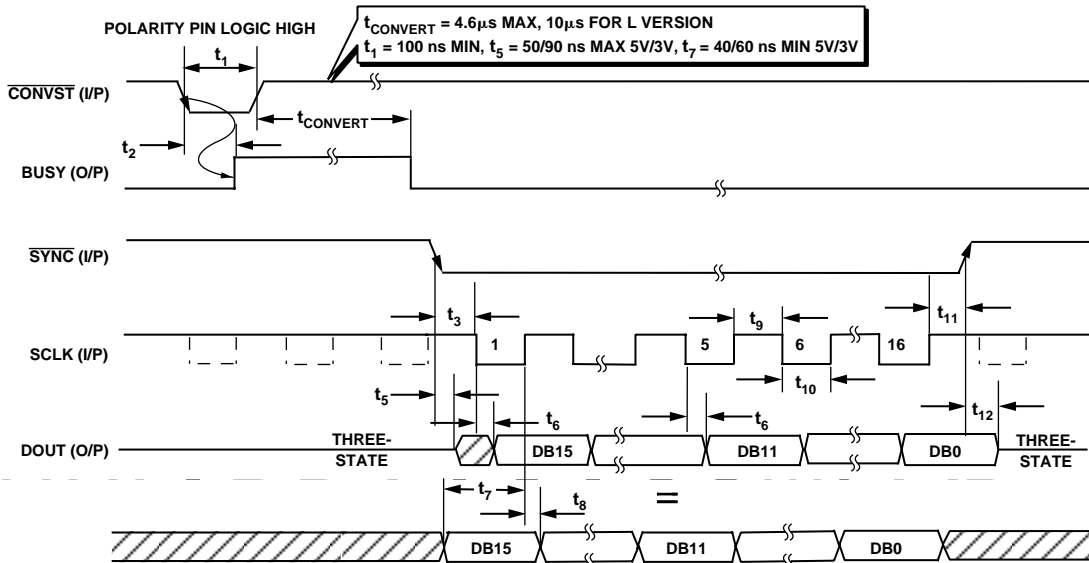 POLARITY PIN LOGIC HIGH
tCONVERT = 4.6μs MAX, 10μs FOR L VERSION
t1 = 100 ns MIN, t5 = 50/90 ns MAX 5V/3V, t7 = 40/60 ns MIN 5V/3V
t1
CONVST (I/P)
tCONVERT
t2
BUSY (O/P)
SYNC (I/P)
t3
t9
t11
SCLK (I/P)
1
5
6
16
t10
t5
t6
t6
t12
DOUT (O/P)
THREE-
STATE
DB15
DB11
DB0
THREE-
STATE
t7
=
t8
DB15
DB11
DB0